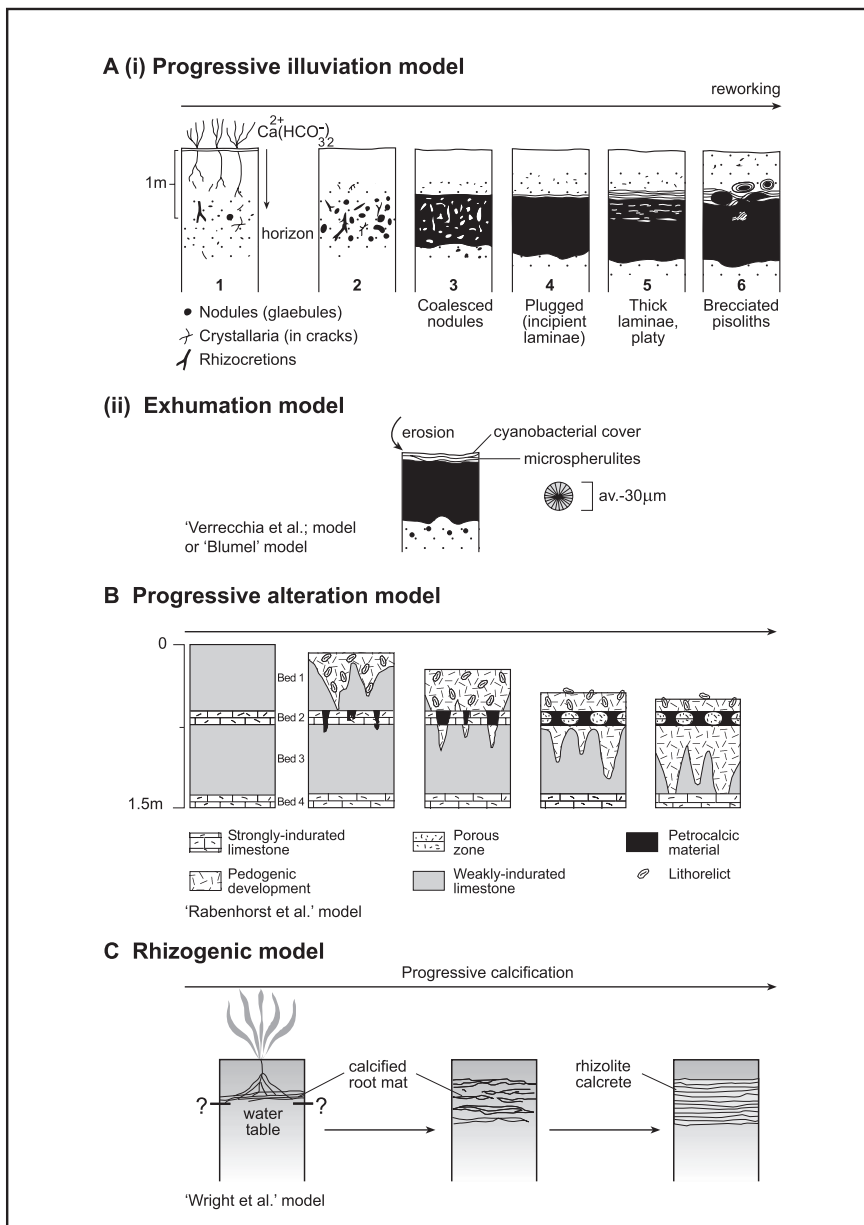 A (i) Progressive illuviation model
reworking
Ca²⁺(HCO₃⁻)₂
1m
horizon
1
2
3
4
5
6
Nodules (glaebules)
Crystallaria (in cracks)
Rhizocretions
Coalesced
nodules
Plugged
(incipient
laminae)
Thick
laminae,
platy
Brecciated
pisoliths
(ii) Exhumation model
erosion
cyanobacterial cover
microspherulites
av.-30µm
'Verrecchia et al.; model
or 'Blumel' model
B Progressive alteration model
0
Bed 1
Bed 2
Bed 3
Bed 4
1.5m
Strongly-indurated
limestone
Porous
zone
Petrocalcic
material
Pedogenic
development
Weakly-indurated
limestone
Lithorelict
'Rabenhorst et al.' model
C Rhizogenic model
Progressive calcification
calcified
root mat
rhizolite
calcrete
? ?
water
table
'Wright et al.' model